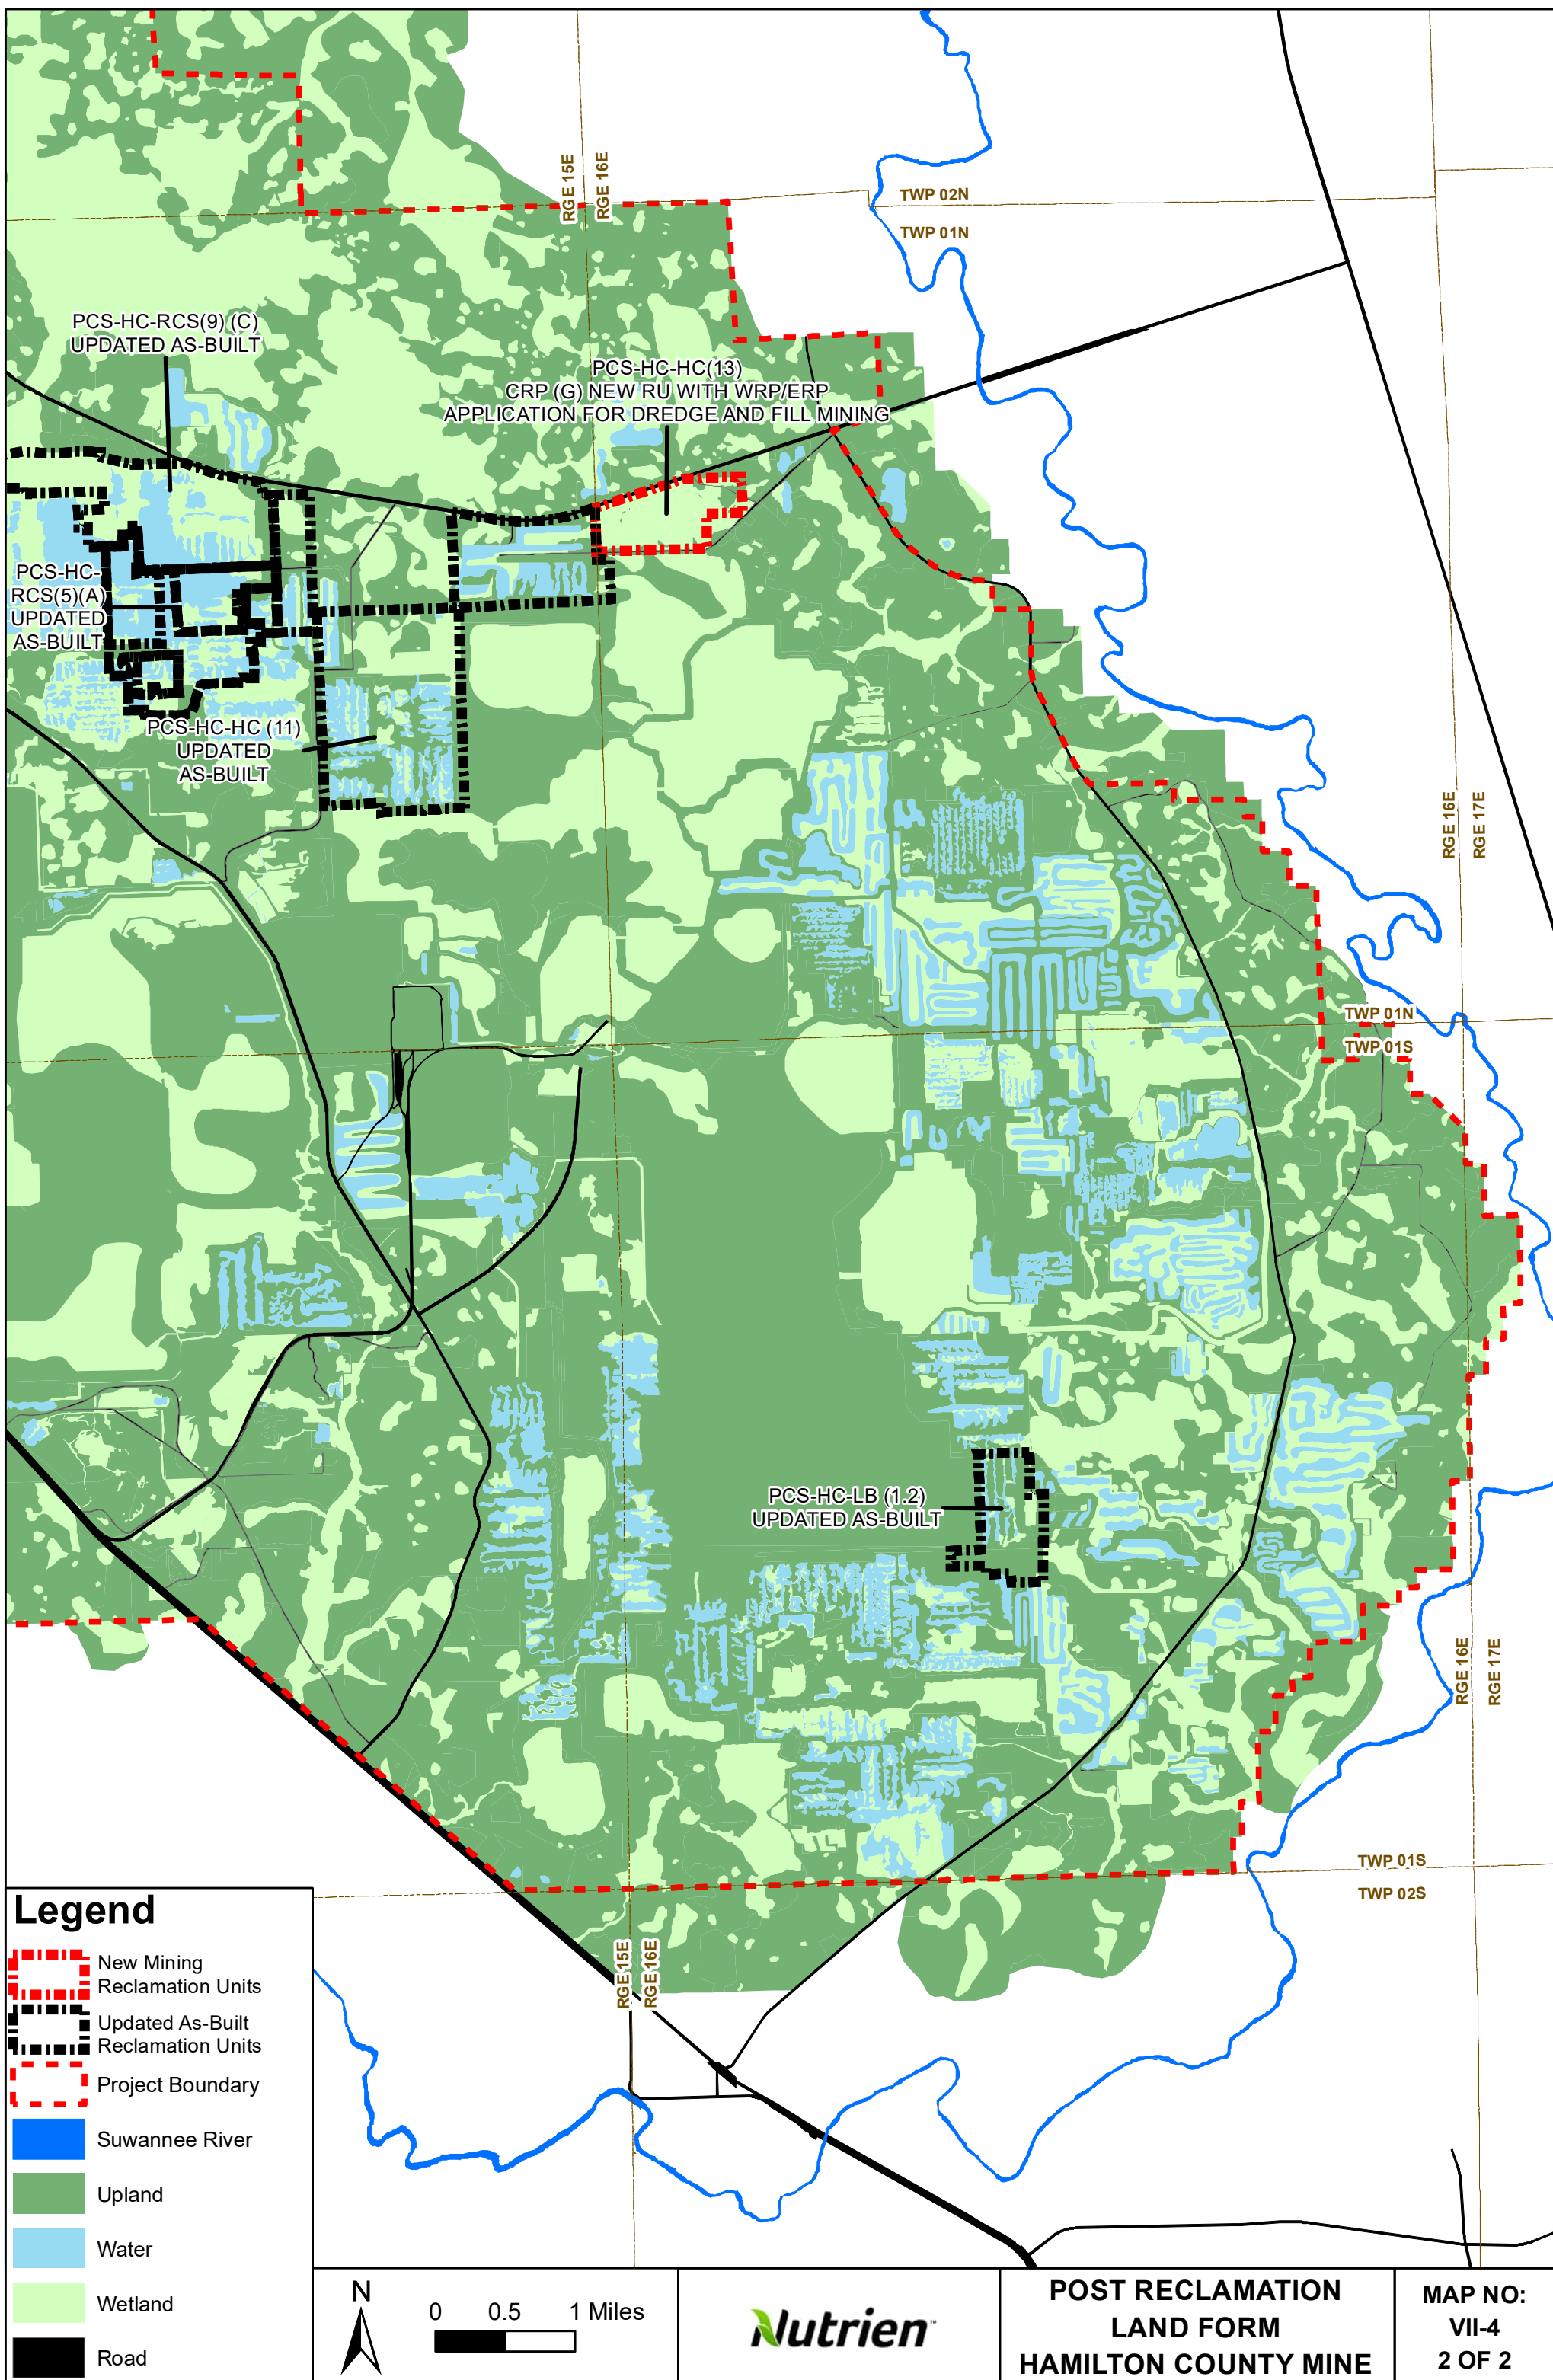 RGE 15E
RGE 16E
TWP 02N
TWP 01N
PCS-HC-RCS(9) (C)
UPDATED AS-BUILT
PCS-HC-HC(13)
CRP (G) NEW RU WITH WRP/ERP
APPLICATION FOR DREDGE AND FILL MINING
PCS-HC-
RCS(5)(A)
UPDATED
AS-BUILT
PCS-HC-HC (11)
UPDATED
AS-BUILT
RGE 16E
RGE 17E
TWP 01N
TWP 01S
PCS-HC-LB (1.2)
UPDATED AS-BUILT
RGE 16E
RGE 17E
TWP 01S
TWP 02S
RGE 15E
RGE 16E
Legend
New Mining
Reclamation Units
Updated As-Built
Reclamation Units
Project Boundary
Suwannee River
Upland
Water
Wetland
Road
N
0 0.5 1 Miles
Nutrien™
POST RECLAMATION
LAND FORM
HAMILTON COUNTY MINE
MAP NO:
VII-4
2 OF 2